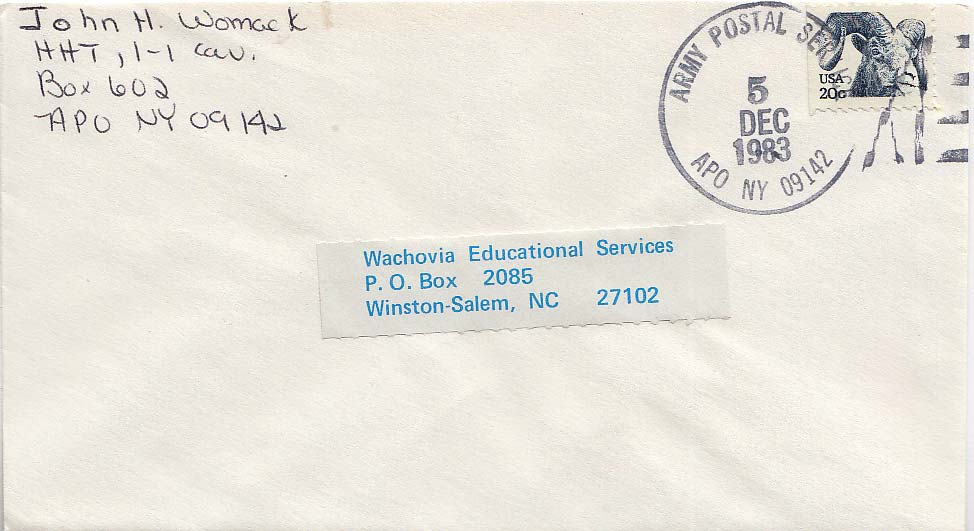 John H. Womack
HHT, 1-1 Cav.
Box 602
APO NY 09142
ARMY POSTAL SER
5
DEC
1983
APO NY 09142
USA
20c
Wachovia Educational Services
P. O. Box 2085
Winston-Salem, NC 27102